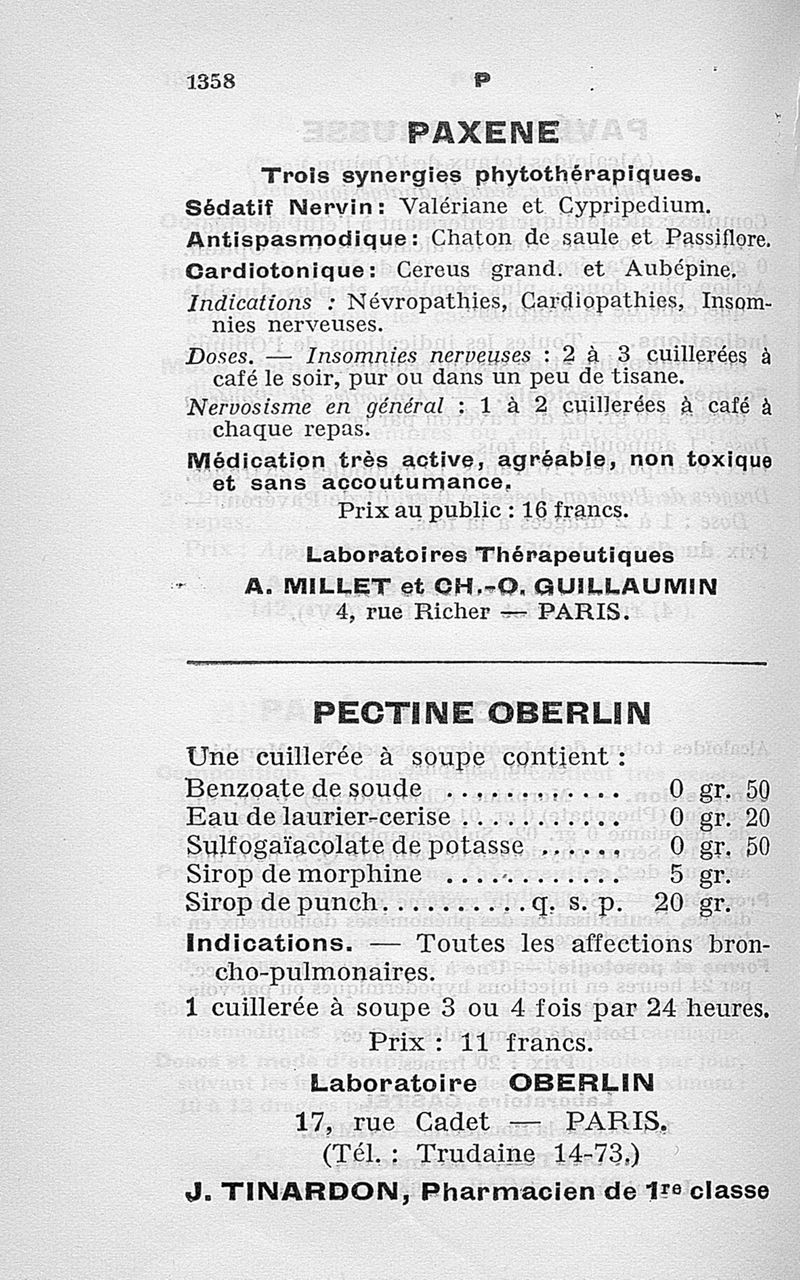 1358 P
PAXENE
Trois synergies phytothérapiques.
Sédatif Nervin : Valériane et Cypripedium.
Antispasmodique : Chaton de saule et Passiflore.
Cardiotonique : Cereus grand. et Aubépine.
Indications : Névropathies, Cardiopathies, Insom-
nies nerveuses.
Doses. — Insomnies nerveuses : 2 à 3 cuillerées à
café le soir, pur ou dans un peu de tisane.
Nervosisme en général : 1 à 2 cuillerées à café à
chaque repas.
Médication très active, agréable, non toxique
et sans accoutumance.
Prix au public : 16 francs.
Laboratoires Thérapeutiques
A. MILLET et CH.-O. GUILLAUMIN
4, rue Richer — PARIS.
PECTINE OBERLIN
Une cuillerée à soupe contient :
Benzoate de soude ............ 0 gr. 50
Eau de laurier-cerise .......... 0 gr. 20
Sulfogaïacolate de potasse ...... 0 gr. 50
Sirop de morphine ............ 5 gr.
Sirop de punch.......... q. s. p. 20 gr.
Indications. — Toutes les affections bron-
cho-pulmonaires.
1 cuillerée à soupe 3 ou 4 fois par 24 heures.
Prix : 11 francs.
Laboratoire OBERLIN
17, rue Cadet — PARIS.
(Tél. : Trudaine 14-73.)
J. TINARDON, Pharmacien de 1re classe